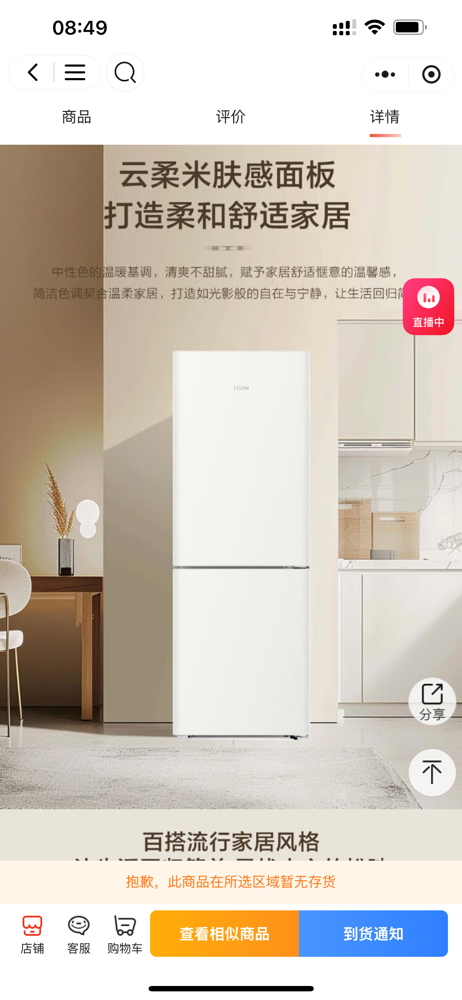 08:49
商品
评价
详情
云柔米肤感面板
打造柔和舒适家居
中性色的温暖基调，清爽不甜腻，赋予家居舒适惬意的温馨感，
简洁色调契合温柔家居，打造如光影般的自在与宁静，让生活回归
直播中
Haier
分享
百搭流行家居风格
抱歉，此商品在所选区域暂无存货
店铺
客服
购物车
查看相似商品
到货通知